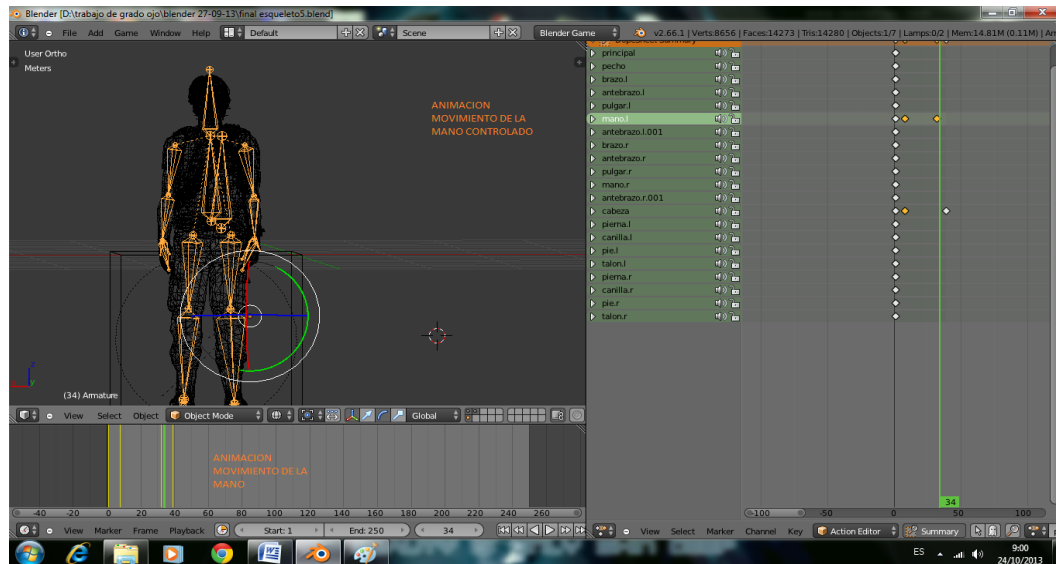 Blender [D:\trabajo de grado ojo\blender 27-09-13\final esqueleto5.blend]
File Add Game Window Help Default Scene Blender Game v2.66.1 | Verts:8656 | Faces:14273 | Tris:14280 | Objects:1/7 | Lamps:0/2 | Mem:14.81M (0.11M) | Arm
User Ortho
Meters
ANIMACION
MOVIMIENTO DE LA
MANO CONTROLADO
principal
pecho
brazo.l
antebrazo.l
pulgar.l
mano.l
antebrazo.l.001
brazo.r
antebrazo.r
pulgar.r
mano.r
antebrazo.r.001
cabeza
pierna.l
canilla.l
pie.l
talon.l
pierna.r
canilla.r
pie.r
talon.r
z
y
(34) Armature
View Select Object Object Mode Global
ANIMACION
MOVIMIENTO DE LA
MANO
-40 -20 0 20 40 60 80 100 120 140 160 180 200 220 240 260
View Marker Frame Playback Start: 1 End: 250 34
34
-100 -50 0 50 100
View Select Marker Channel Key Action Editor Summary
ES 9:00
24/10/2013